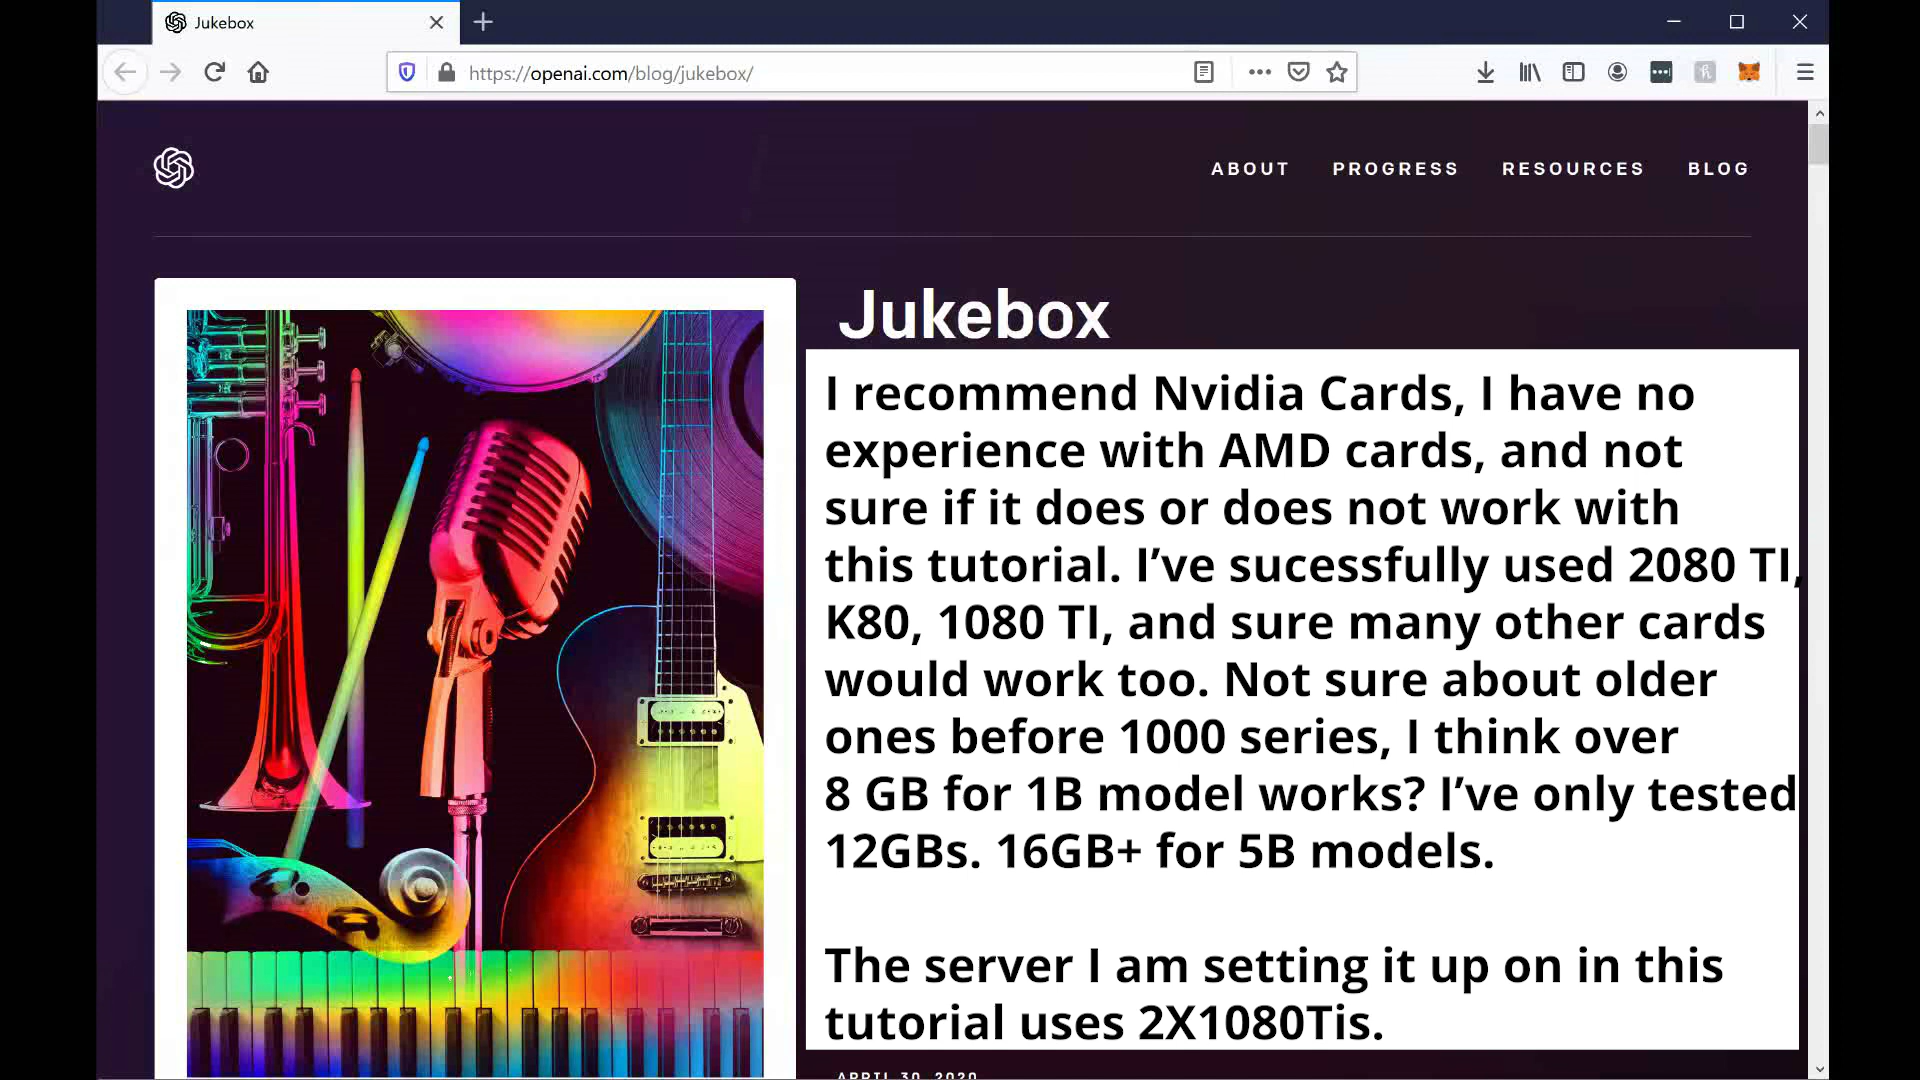 Jukebox
https://openai.com/blog/jukebox/
ABOUT PROGRESS RESOURCES BLOG
Jukebox
I recommend Nvidia Cards, I have no
experience with AMD cards, and not
sure if it does or does not work with
this tutorial. I’ve sucessfully used 2080 TI,
K80, 1080 TI, and sure many other cards
would work too. Not sure about older
ones before 1000 series, I think over
8 GB for 1B model works? I’ve only tested
12GBs. 16GB+ for 5B models.
The server I am setting it up on in this
tutorial uses 2X1080Tis.
APRIL 30, 2020